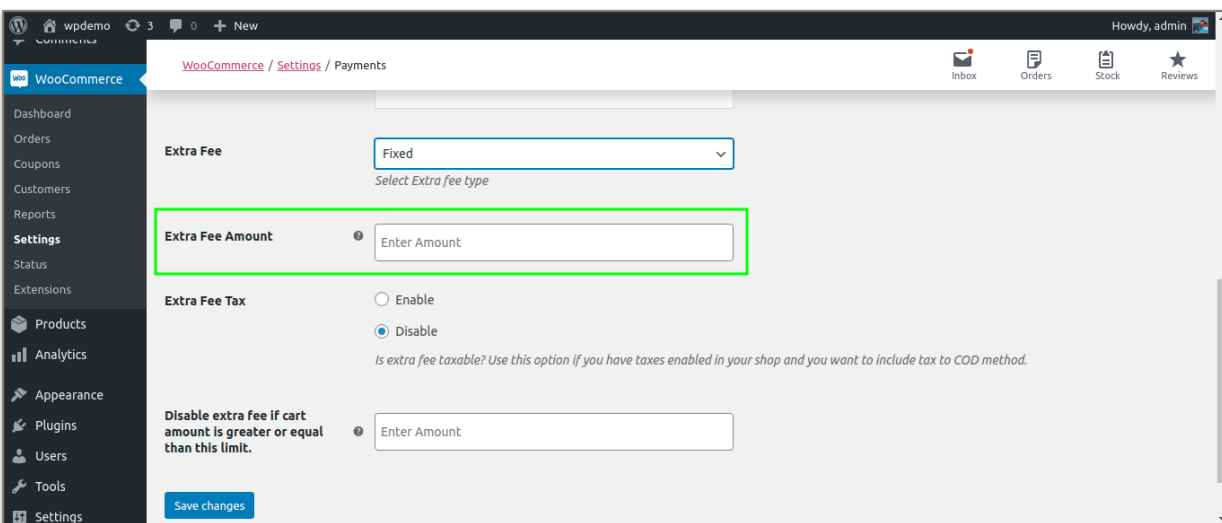 wpdemo 3 0 New Howdy, admin
Comments
WooCommerce / Settings / Payments Inbox Orders Stock Reviews
WooCommerce
Dashboard
Orders
Coupons
Customers
Reports
Settings
Status
Extensions
Products
Analytics
Appearance
Plugins
Users
Tools
Settings
Extra Fee Fixed
Select Extra fee type
Extra Fee Amount Enter Amount
Extra Fee Tax Enable
Disable
Is extra fee taxable? Use this option if you have taxes enabled in your shop and you want to include tax to COD method.
Disable extra fee if cart
amount is greater or equal Enter Amount
than this limit.
Save changes